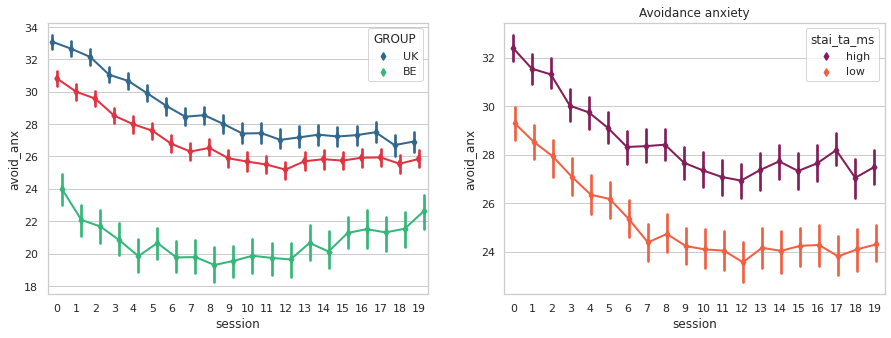 34
32
30
28
26
24
22
20
18
avoid_anx
GROUP
UK
BE
0 1 2 3 4 5 6 7 8 9 10 11 12 13 14 15 16 17 18 19
session
Avoidance anxiety
32
30
28
26
24
avoid_anx
stai_ta_ms
high
low
0 1 2 3 4 5 6 7 8 9 10 11 12 13 14 15 16 17 18 19
session